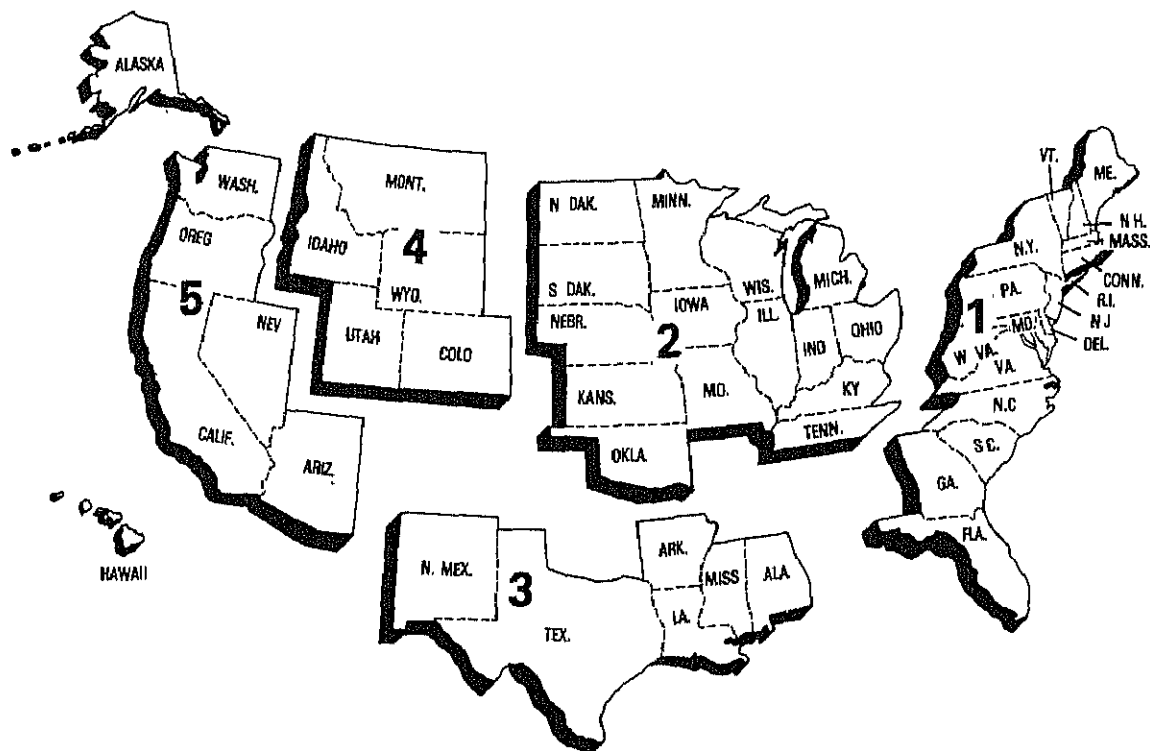 ALASKA
WASH.
OREG
5
NEV
CALIF.
ARIZ.
HAWAII
MONT.
IDAHO
4
WYO.
UTAH
COLO
N DAK.
MINN.
S DAK.
NEBR.
IOWA
WIS.
MICH.
2
ILL.
IND
OHIO
KANS.
MO.
KY
TENN.
OKLA.
N. MEX.
3
TEX.
ARK.
LA.
MISS
ALA.
VT.
ME.
N H.
MASS.
N.Y.
CONN.
R.I.
PA.
1
N J
MD.
DEL.
W VA.
VA.
N.C
S C.
GA.
FLA.